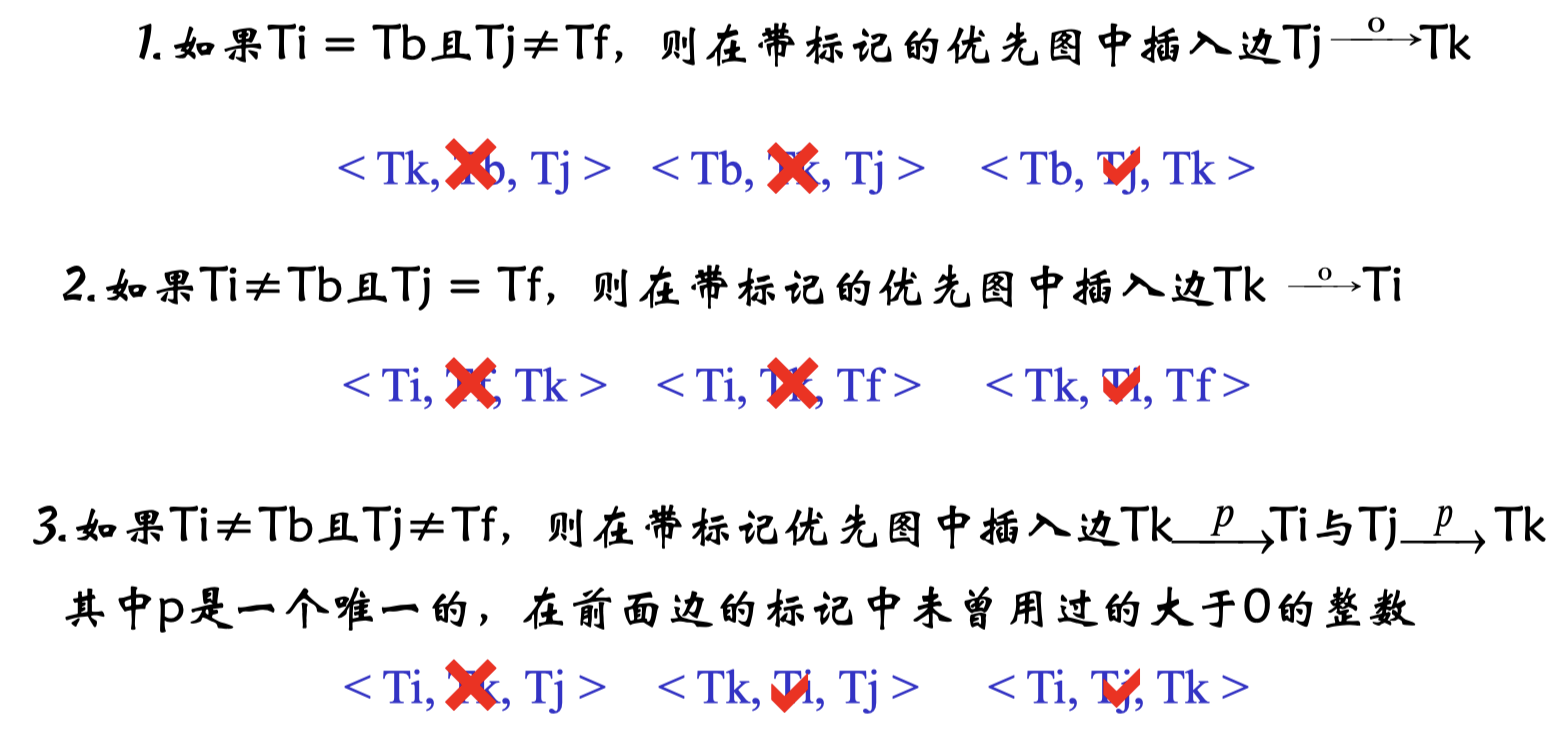 1.如果Ti = Tb且Tj≠Tf，则在带标记的优先图中插入边Tj —0→Tk
< Tk, Tb, Tj > < Tb, Tk, Tj > < Tb, Tj, Tk >
2.如果Ti≠Tb且Tj = Tf，则在带标记的优先图中插入边Tk —0→Ti
< Ti, Tf, Tk > < Ti, Tk, Tf > < Tk, Ti, Tf >
3.如果Ti≠Tb且Tj≠Tf，则在带标记优先图中插入边Tk —p→Ti与Tj —p→ Tk
其中p是一个唯一的，在前面边的标记中未曾用过的大于0的整数
< Ti, Tk, Tj > < Tk, Ti, Tj > < Ti, Tj, Tk >